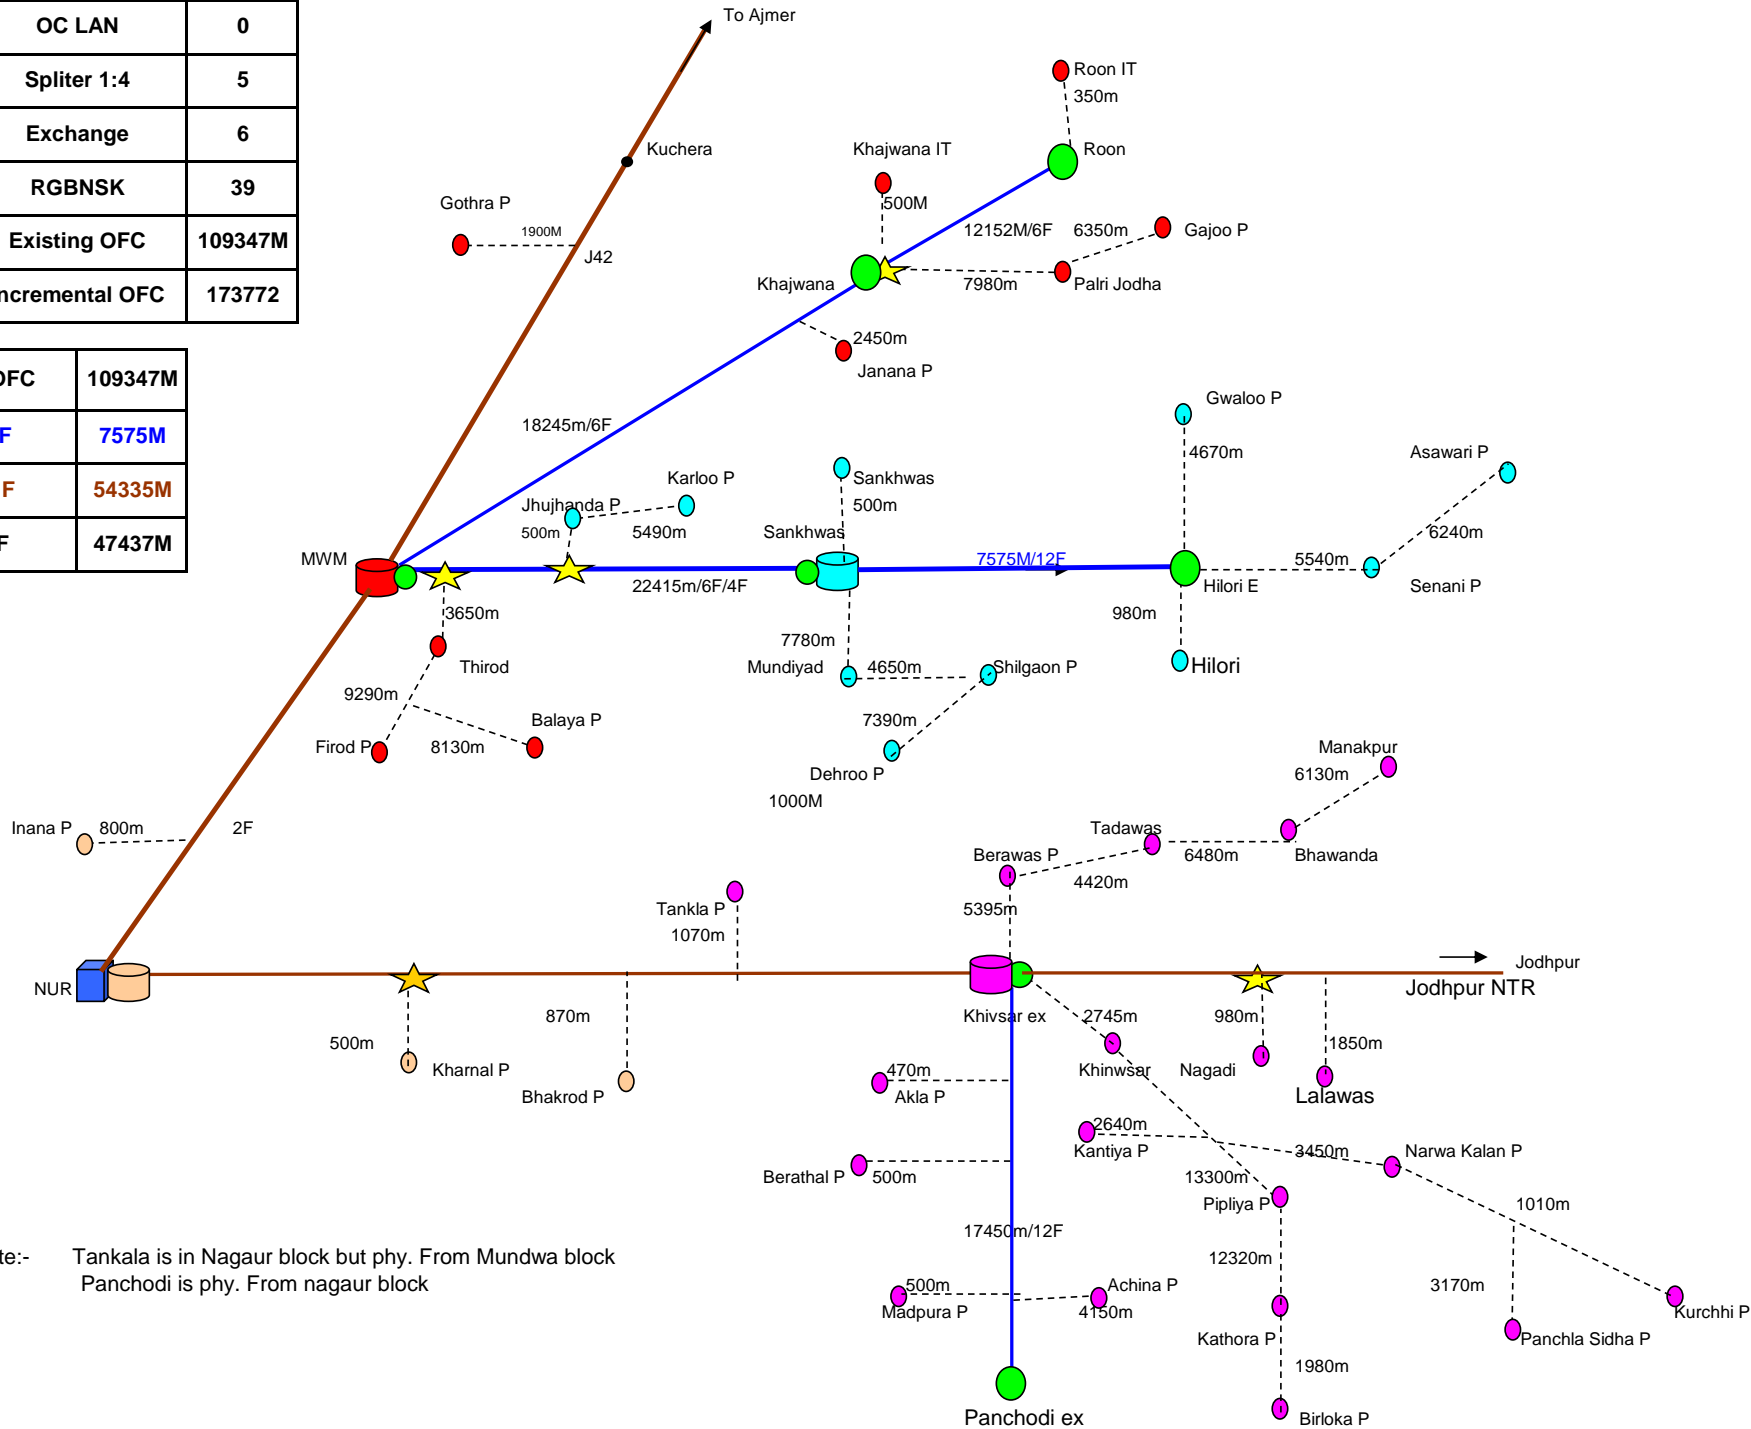 OC LAN 0
Spliter 1:4 5
Exchange 6
RGBNSK 39
Existing OFC 109347M
ncremental OFC 173772
OFC 109347M
F 7575M
F 54335M
F 47437M
To Ajmer
Kuchera
Gothra P
1900M
J42
Roon IT
350m
Roon
Khajwana IT
500M
12152M/6F
6350m
Gajoo P
Khajwana
7980m
Palri Jodha
2450m
Janana P
18245m/6F
Gwaloo P
4670m
Asawari P
Karloo P
Jhujhanda P
500m
5490m
Sankhwas
500m
Sankhwas
6240m
MWM
22415m/6F/4F
7575M/12F
5540m
Hilori E
Senani P
3650m
980m
Thirod
7780m
Mundiyad
4650m
Shilgaon P
Hilori
9290m
Firod P
8130m
Balaya P
7390m
Dehroo P
1000M
Manakpur
6130m
Inana P
800m
2F
Tadawas
Berawas P
6480m
Bhawanda
4420m
Tankla P
1070m
5395m
NUR
Jodhpur
Jodhpur NTR
500m
Kharnal P
870m
Bhakrod P
Khivsar ex
2745m
980m
1850m
Khinwsar
Nagadi
Lalawas
470m
Akla P
2640m
Kantiya P
3450m
Narwa Kalan P
Berathal P
500m
13300m
Pipliya P
1010m
17450m/12F
12320m
te:- Tankala is in Nagaur block but phy. From Mundwa block
Panchodi is phy. From nagaur block
500m
Madpura P
Achina P
4150m
3170m
Kurchhi P
Kathora P
Panchla Sidha P
1980m
Panchodi ex
Birloka P